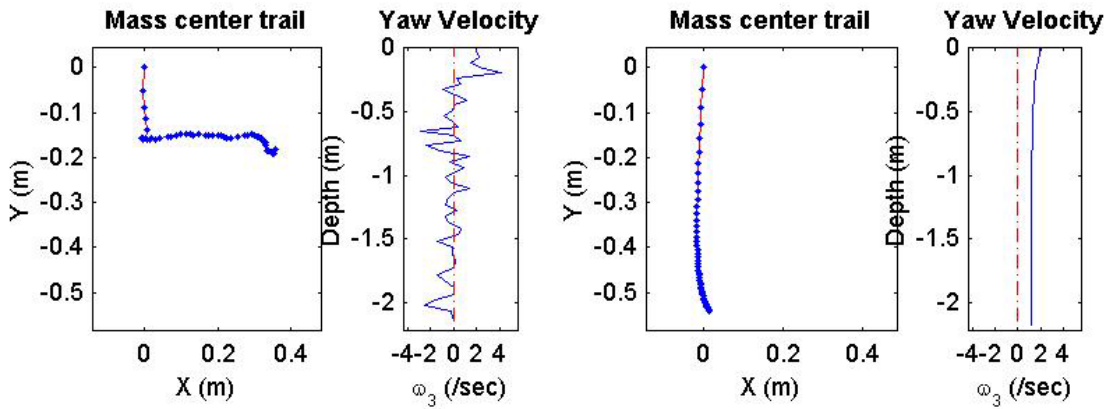 Mass center trail
Yaw Velocity
Mass center trail
Yaw Velocity
0
-0.1
-0.2
-0.3
-0.4
-0.5
Y (m)
0 0.2 0.4
X (m)
0
-0.5
-1
-1.5
-2
Depth (m)
-4 -2 0 2 4
ω3 (/sec)
0
-0.1
-0.2
-0.3
-0.4
-0.5
Y (m)
0 0.2 0.4
X (m)
0
-0.5
-1
-1.5
-2
Depth (m)
-4 -2 0 2 4
ω3 (/sec)